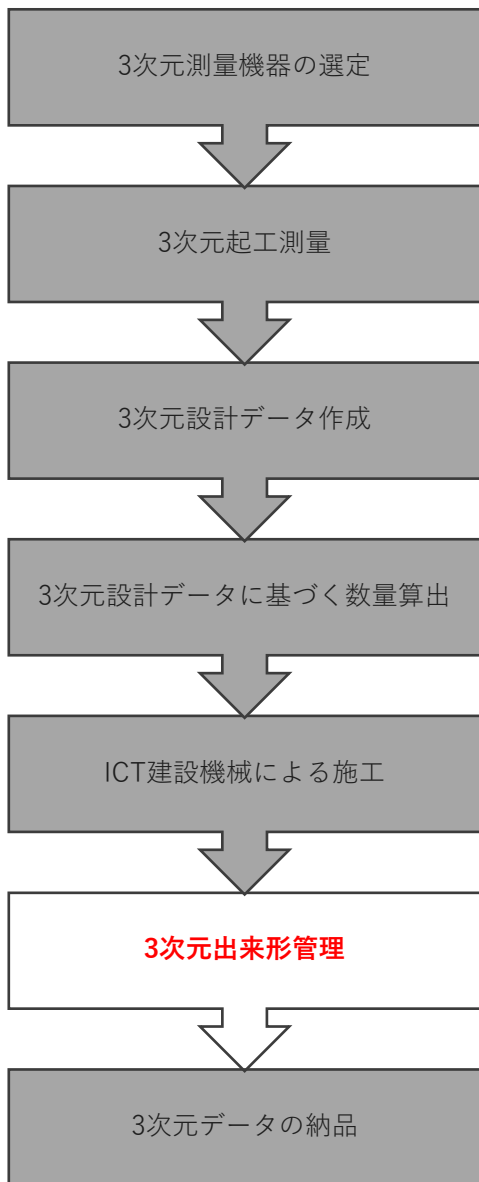 3次元測量機器の選定
3次元起工測量
3次元設計データ作成
3次元設計データに基づく数量算出
ICT建設機械による施工
3次元出来形管理
3次元データの納品